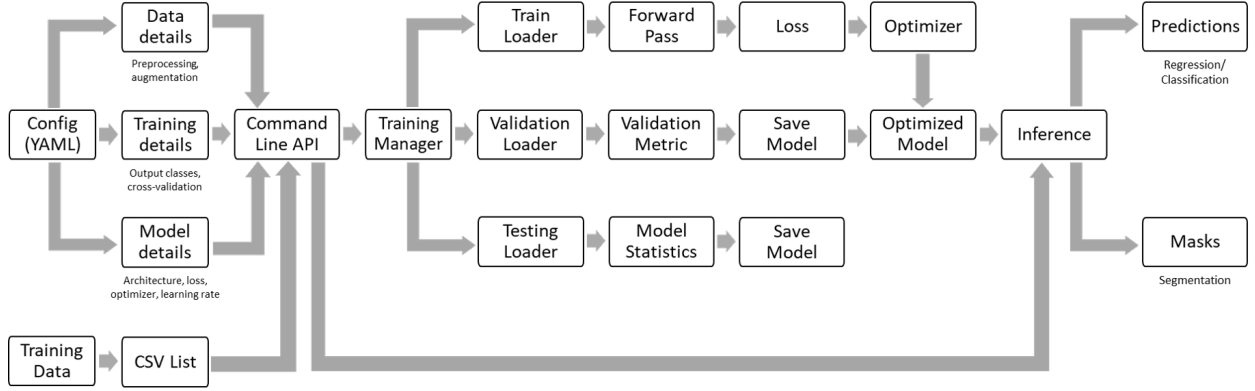 Data
details
Preprocessing,
augmentation
Train
Loader
Forward
Pass
Loss
Optimizer
Predictions
Regression/
Classification
Config
(YAML)
Training
details
Output classes,
cross-validation
Command
Line API
Training
Manager
Validation
Loader
Validation
Metric
Save
Model
Optimized
Model
Inference
Model
details
Architecture, loss,
optimizer, learning rate
Testing
Loader
Model
Statistics
Save
Model
Masks
Segmentation
Training
Data
CSV List